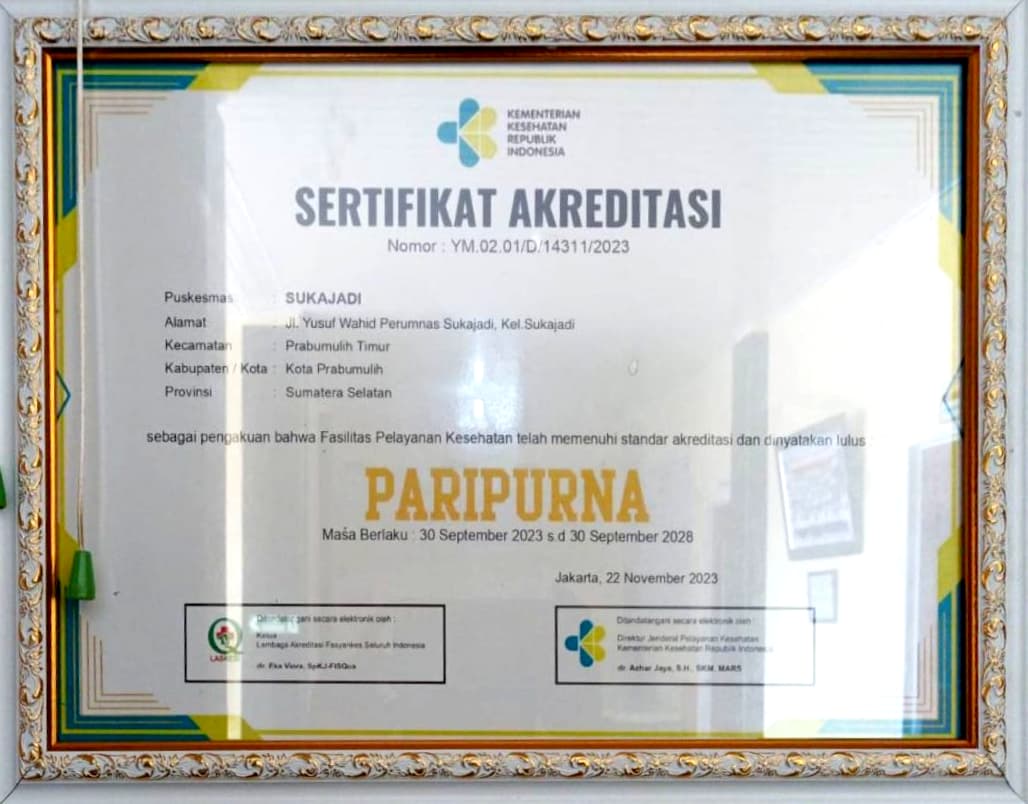 KEMENTERIAN
KESEHATAN
REPUBLIK
INDONESIA
SERTIFIKAT AKREDITASI
Nomor : YM.02.01/D/14311/2023
Puskesmas : SUKAJADI
Alamat : Jl. Yusuf Wahid Perumnas Sukajadi, Kel.Sukajadi
Kecamatan : Prabumulih Timur
Kabupaten / Kota : Kota Prabumulih
Provinsi : Sumatera Selatan
sebagai pengakuan bahwa Fasilitas Pelayanan Kesehatan telah memenuhi standar akreditasi dan dinyatakan lulus
PARIPURNA
Masa Berlaku : 30 September 2023 s.d 30 September 2028
Jakarta, 22 November 2023
Ditandatangani secara elektronik oleh :
Ketua
Lembaga Akreditasi Fasyankes Seluruh Indonesia
dr. Eka Viora, SpKJ-FISQua
Ditandatangani secara elektronik oleh :
Direktur Jenderal Pelayanan Kesehatan
Kementerian Kesehatan Republik Indonesia
dr. Azhar Jaya, S.H., SKM, MARS